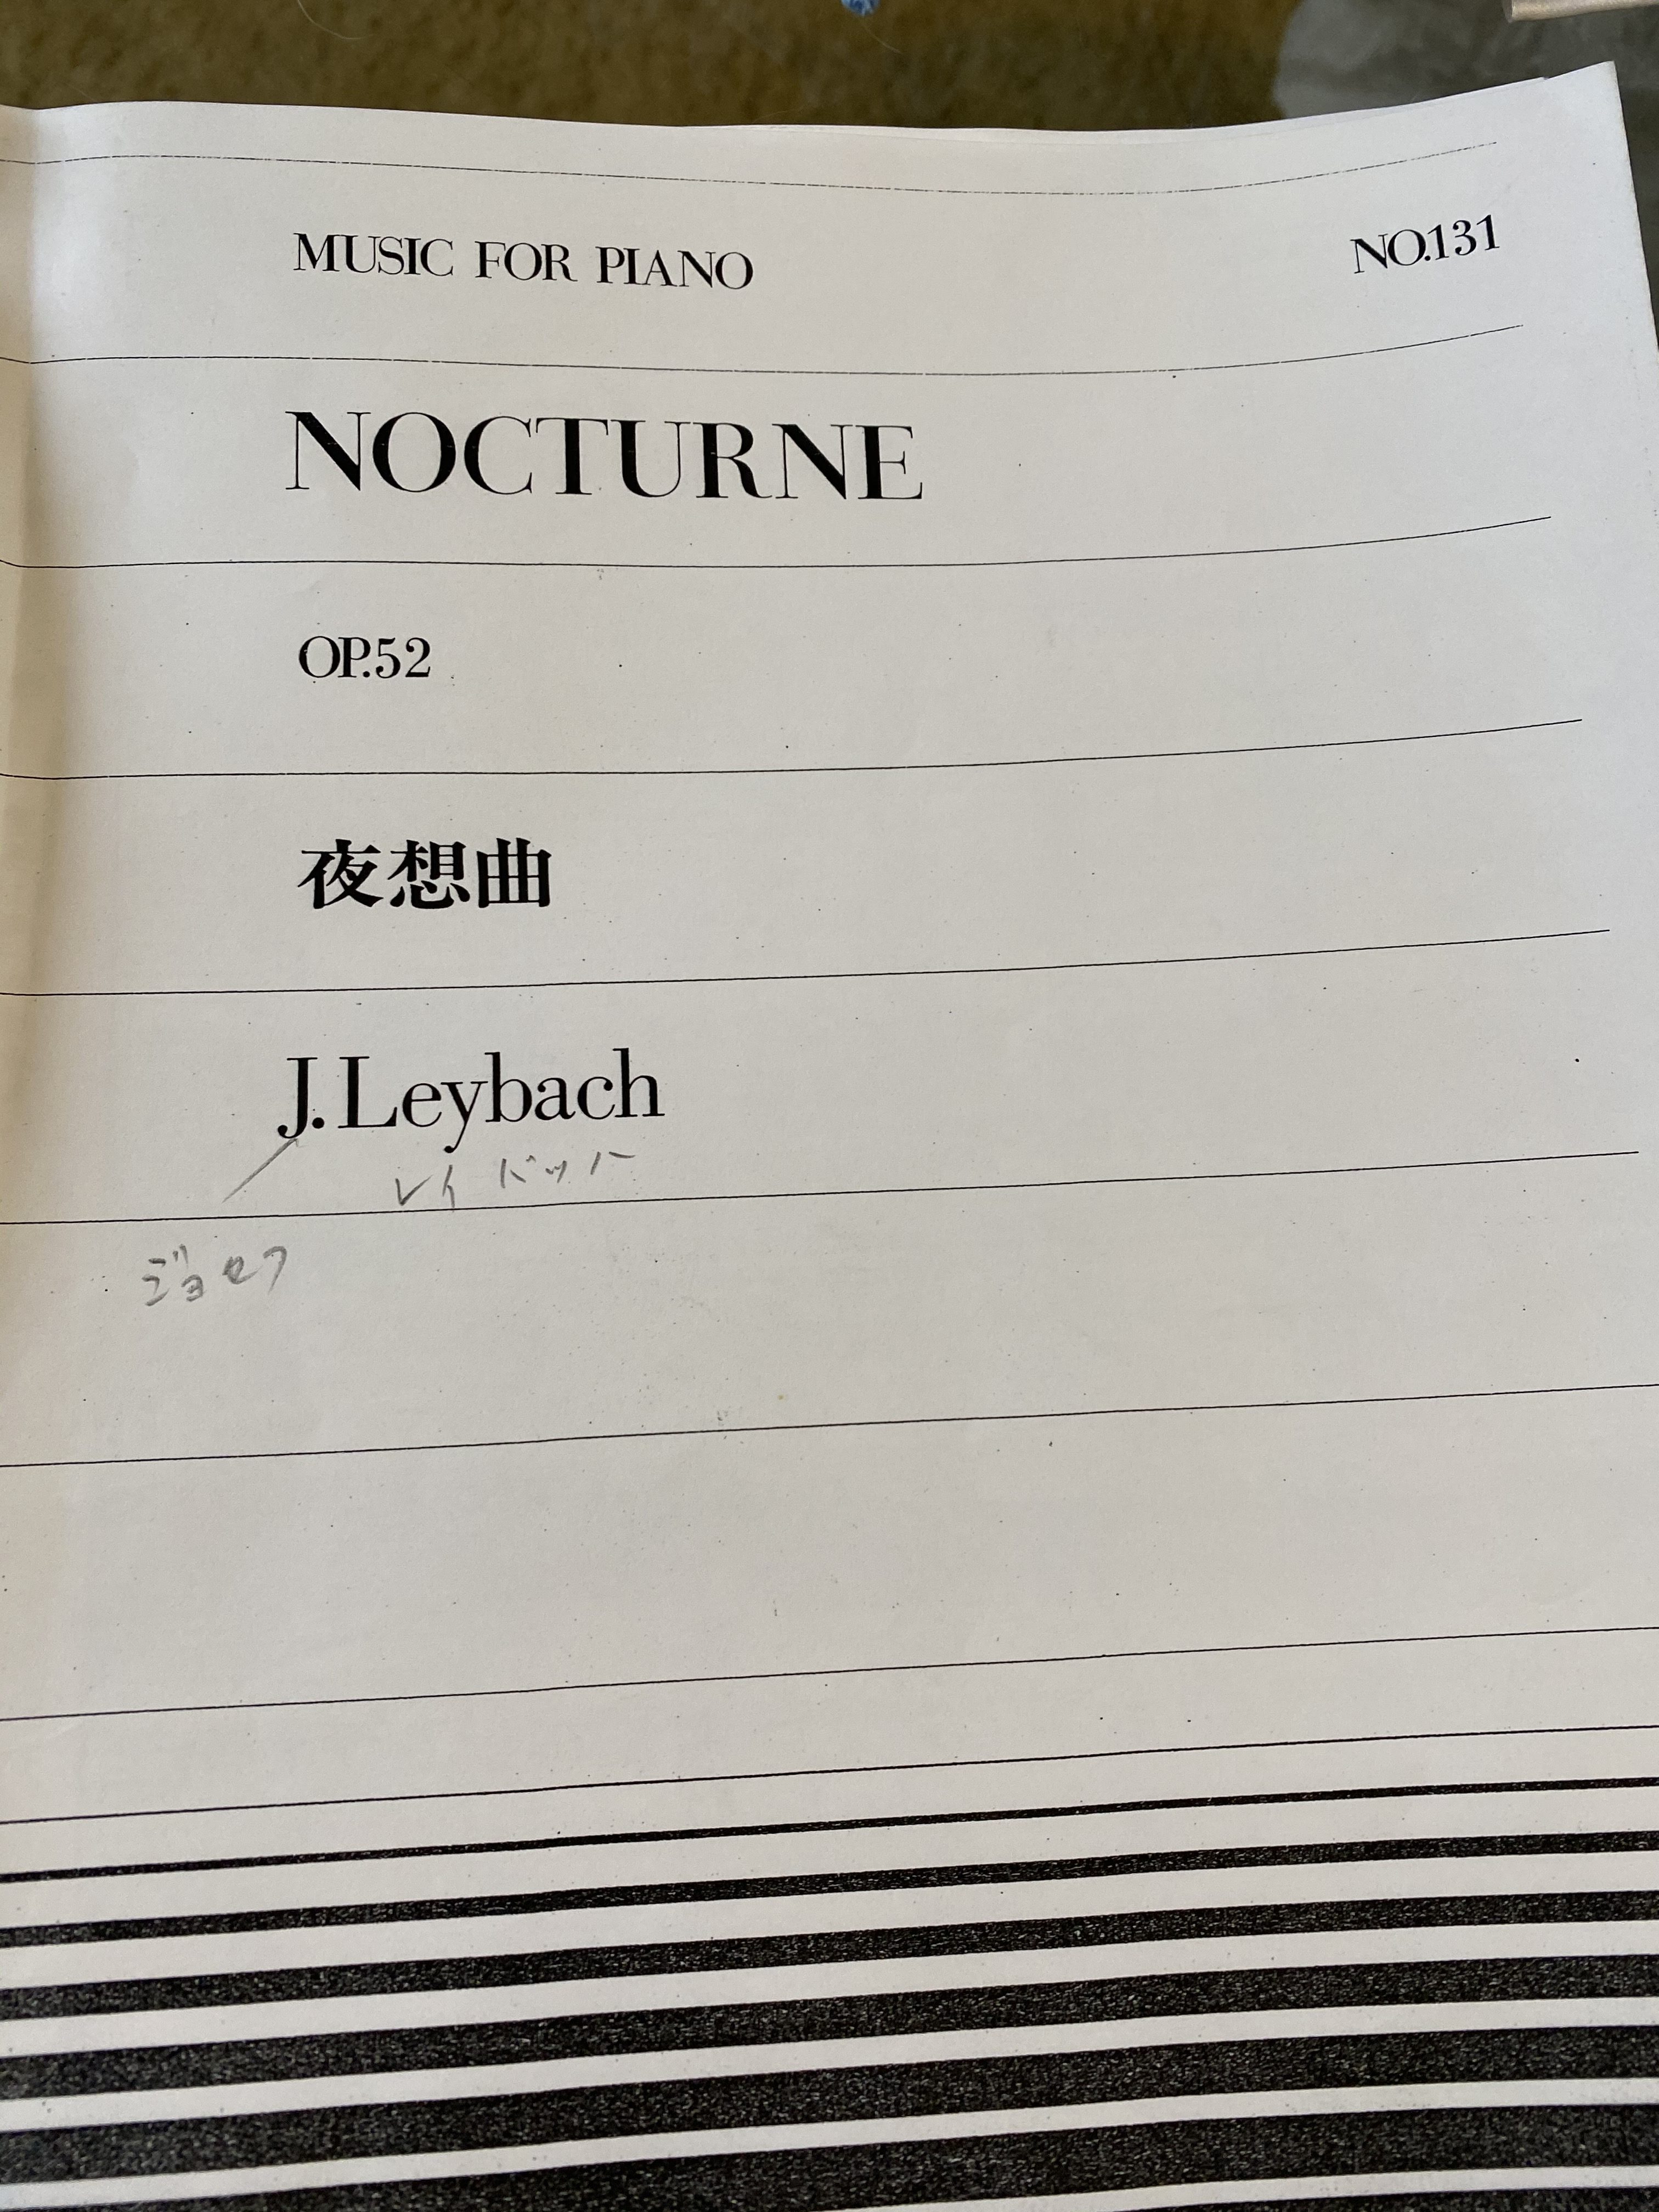 MUSIC FOR PIANO
NO.131
NOCTURNE
OP.52
夜想曲
J.Leybach
レイバッハ
ジョセフ